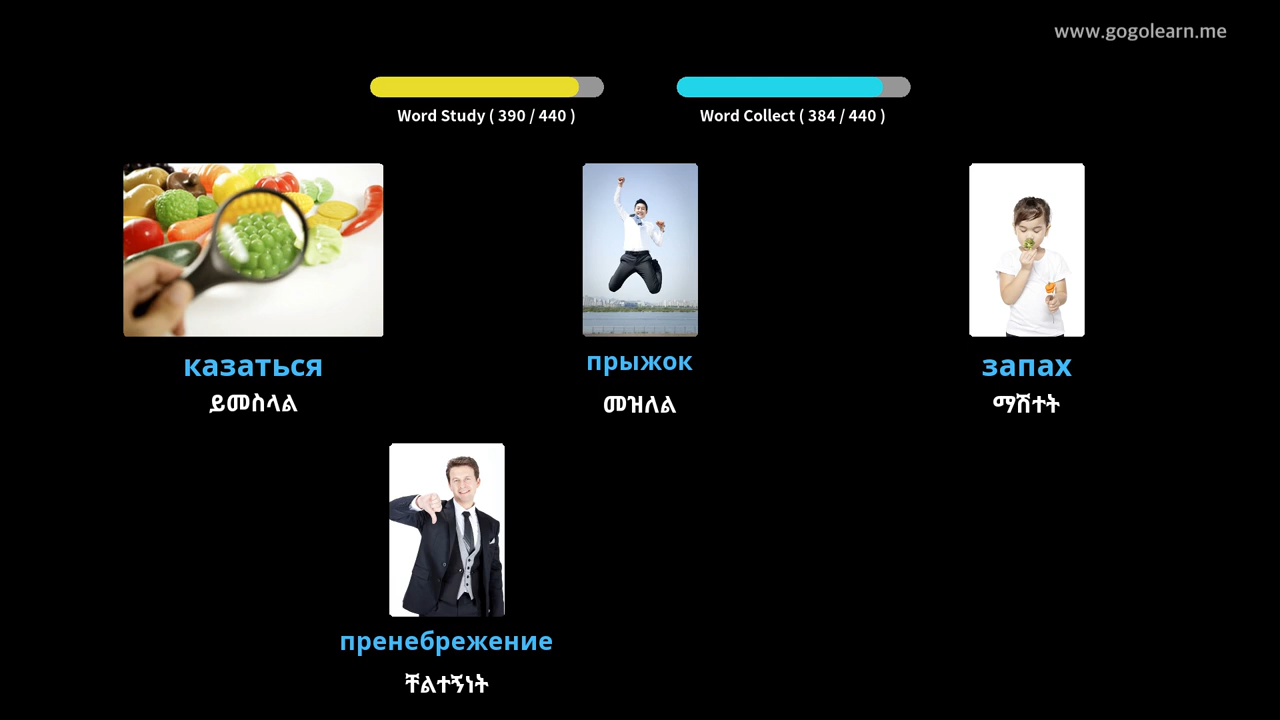 www.gogolearn.me
Word Study ( 390 / 440 )
Word Collect ( 384 / 440 )
казаться
ይመስላል
прыжок
መዝለል
запах
ማሽተት
пренебрежение
ቸልተኝነት